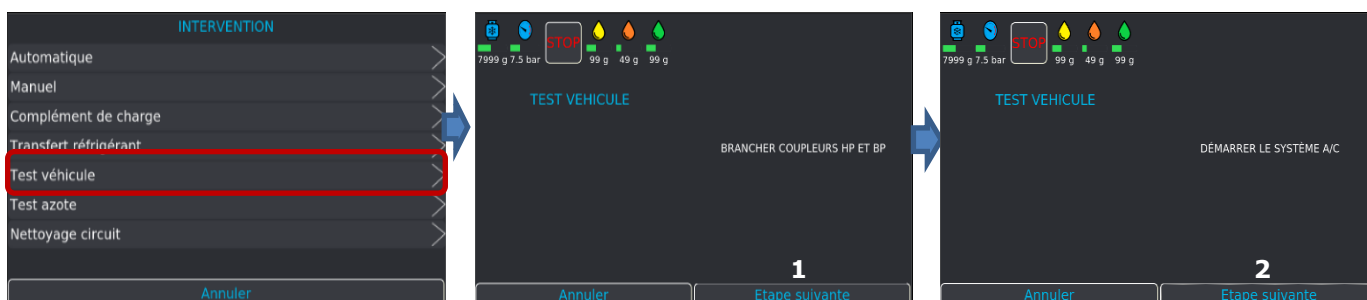 INTERVENTION
Automatique
Manuel
Complément de charge
Transfert réfrigérant
Test véhicule
Test azote
Nettoyage circuit
Annuler
STOP
7999 g 7.5 bar 99 g 49 g 99 g
TEST VEHICULE
BRANCHER COUPLEURS HP ET BP
1
Annuler Etape suivante
STOP
7999 g 7.5 bar 99 g 49 g 99 g
TEST VEHICULE
DÉMARRER LE SYSTÈME A/C
2
Annuler Etape suivante